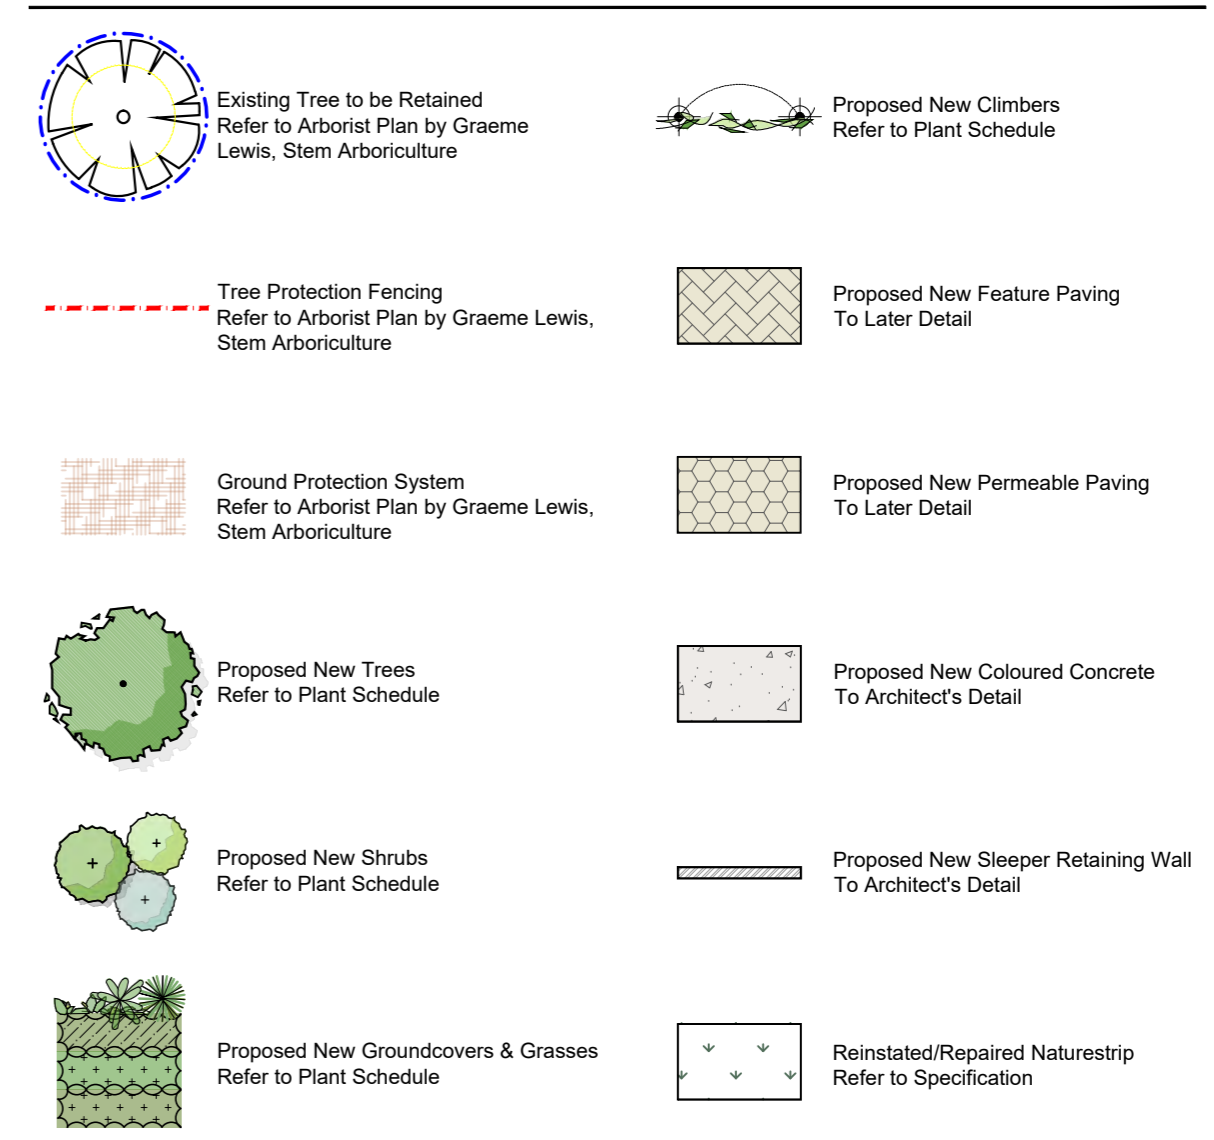 Existing Tree to be Retained
Refer to Arborist Plan by Graeme
Lewis, Stem Arboriculture
Tree Protection Fencing
Refer to Arborist Plan by Graeme Lewis,
Stem Arboriculture
Ground Protection System
Refer to Arborist Plan by Graeme Lewis,
Stem Arboriculture
Proposed New Trees
Refer to Plant Schedule
Proposed New Shrubs
Refer to Plant Schedule
Proposed New Groundcovers & Grasses
Refer to Plant Schedule
Proposed New Climbers
Refer to Plant Schedule
Proposed New Feature Paving
To Later Detail
Proposed New Permeable Paving
To Later Detail
Proposed New Coloured Concrete
To Architect's Detail
Proposed New Sleeper Retaining Wall
To Architect's Detail
Reinstated/Repaired Naturestrip
Refer to Specification